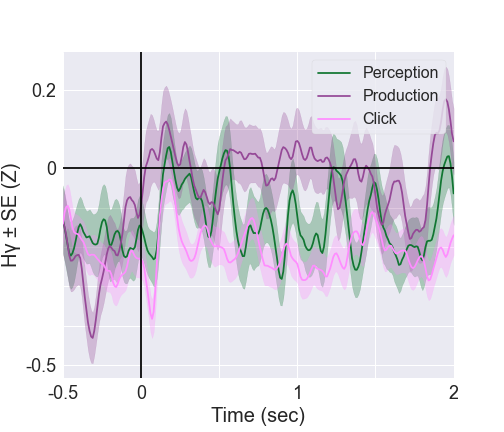 Perception
Production
Click
0.2
0
-0.5
Hγ ± SE (Z)
-0.5 0 1 2
Time (sec)